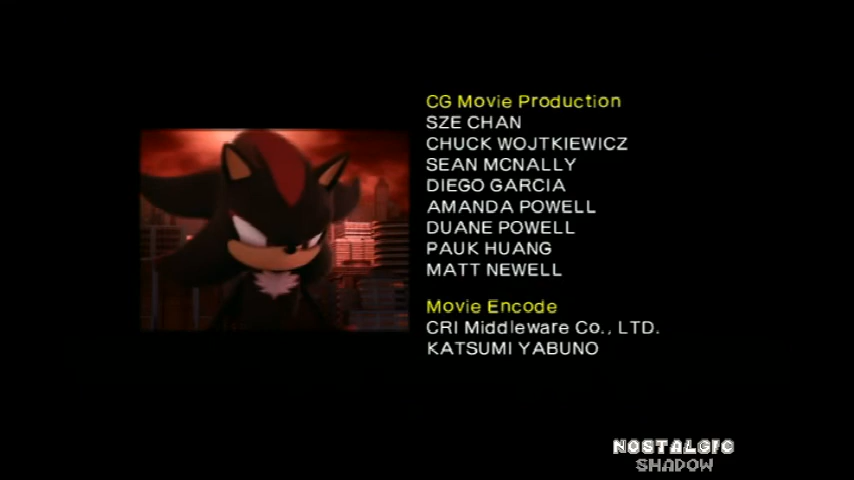 CG Movie Production
SZE CHAN
CHUCK WOJTKIEWICZ
SEAN MCNALLY
DIEGO GARCIA
AMANDA POWELL
DUANE POWELL
PAUK HUANG
MATT NEWELL
Movie Encode
CRI Middleware Co., LTD.
KATSUMI YABUNO
NOSTALGIC
SHADOW